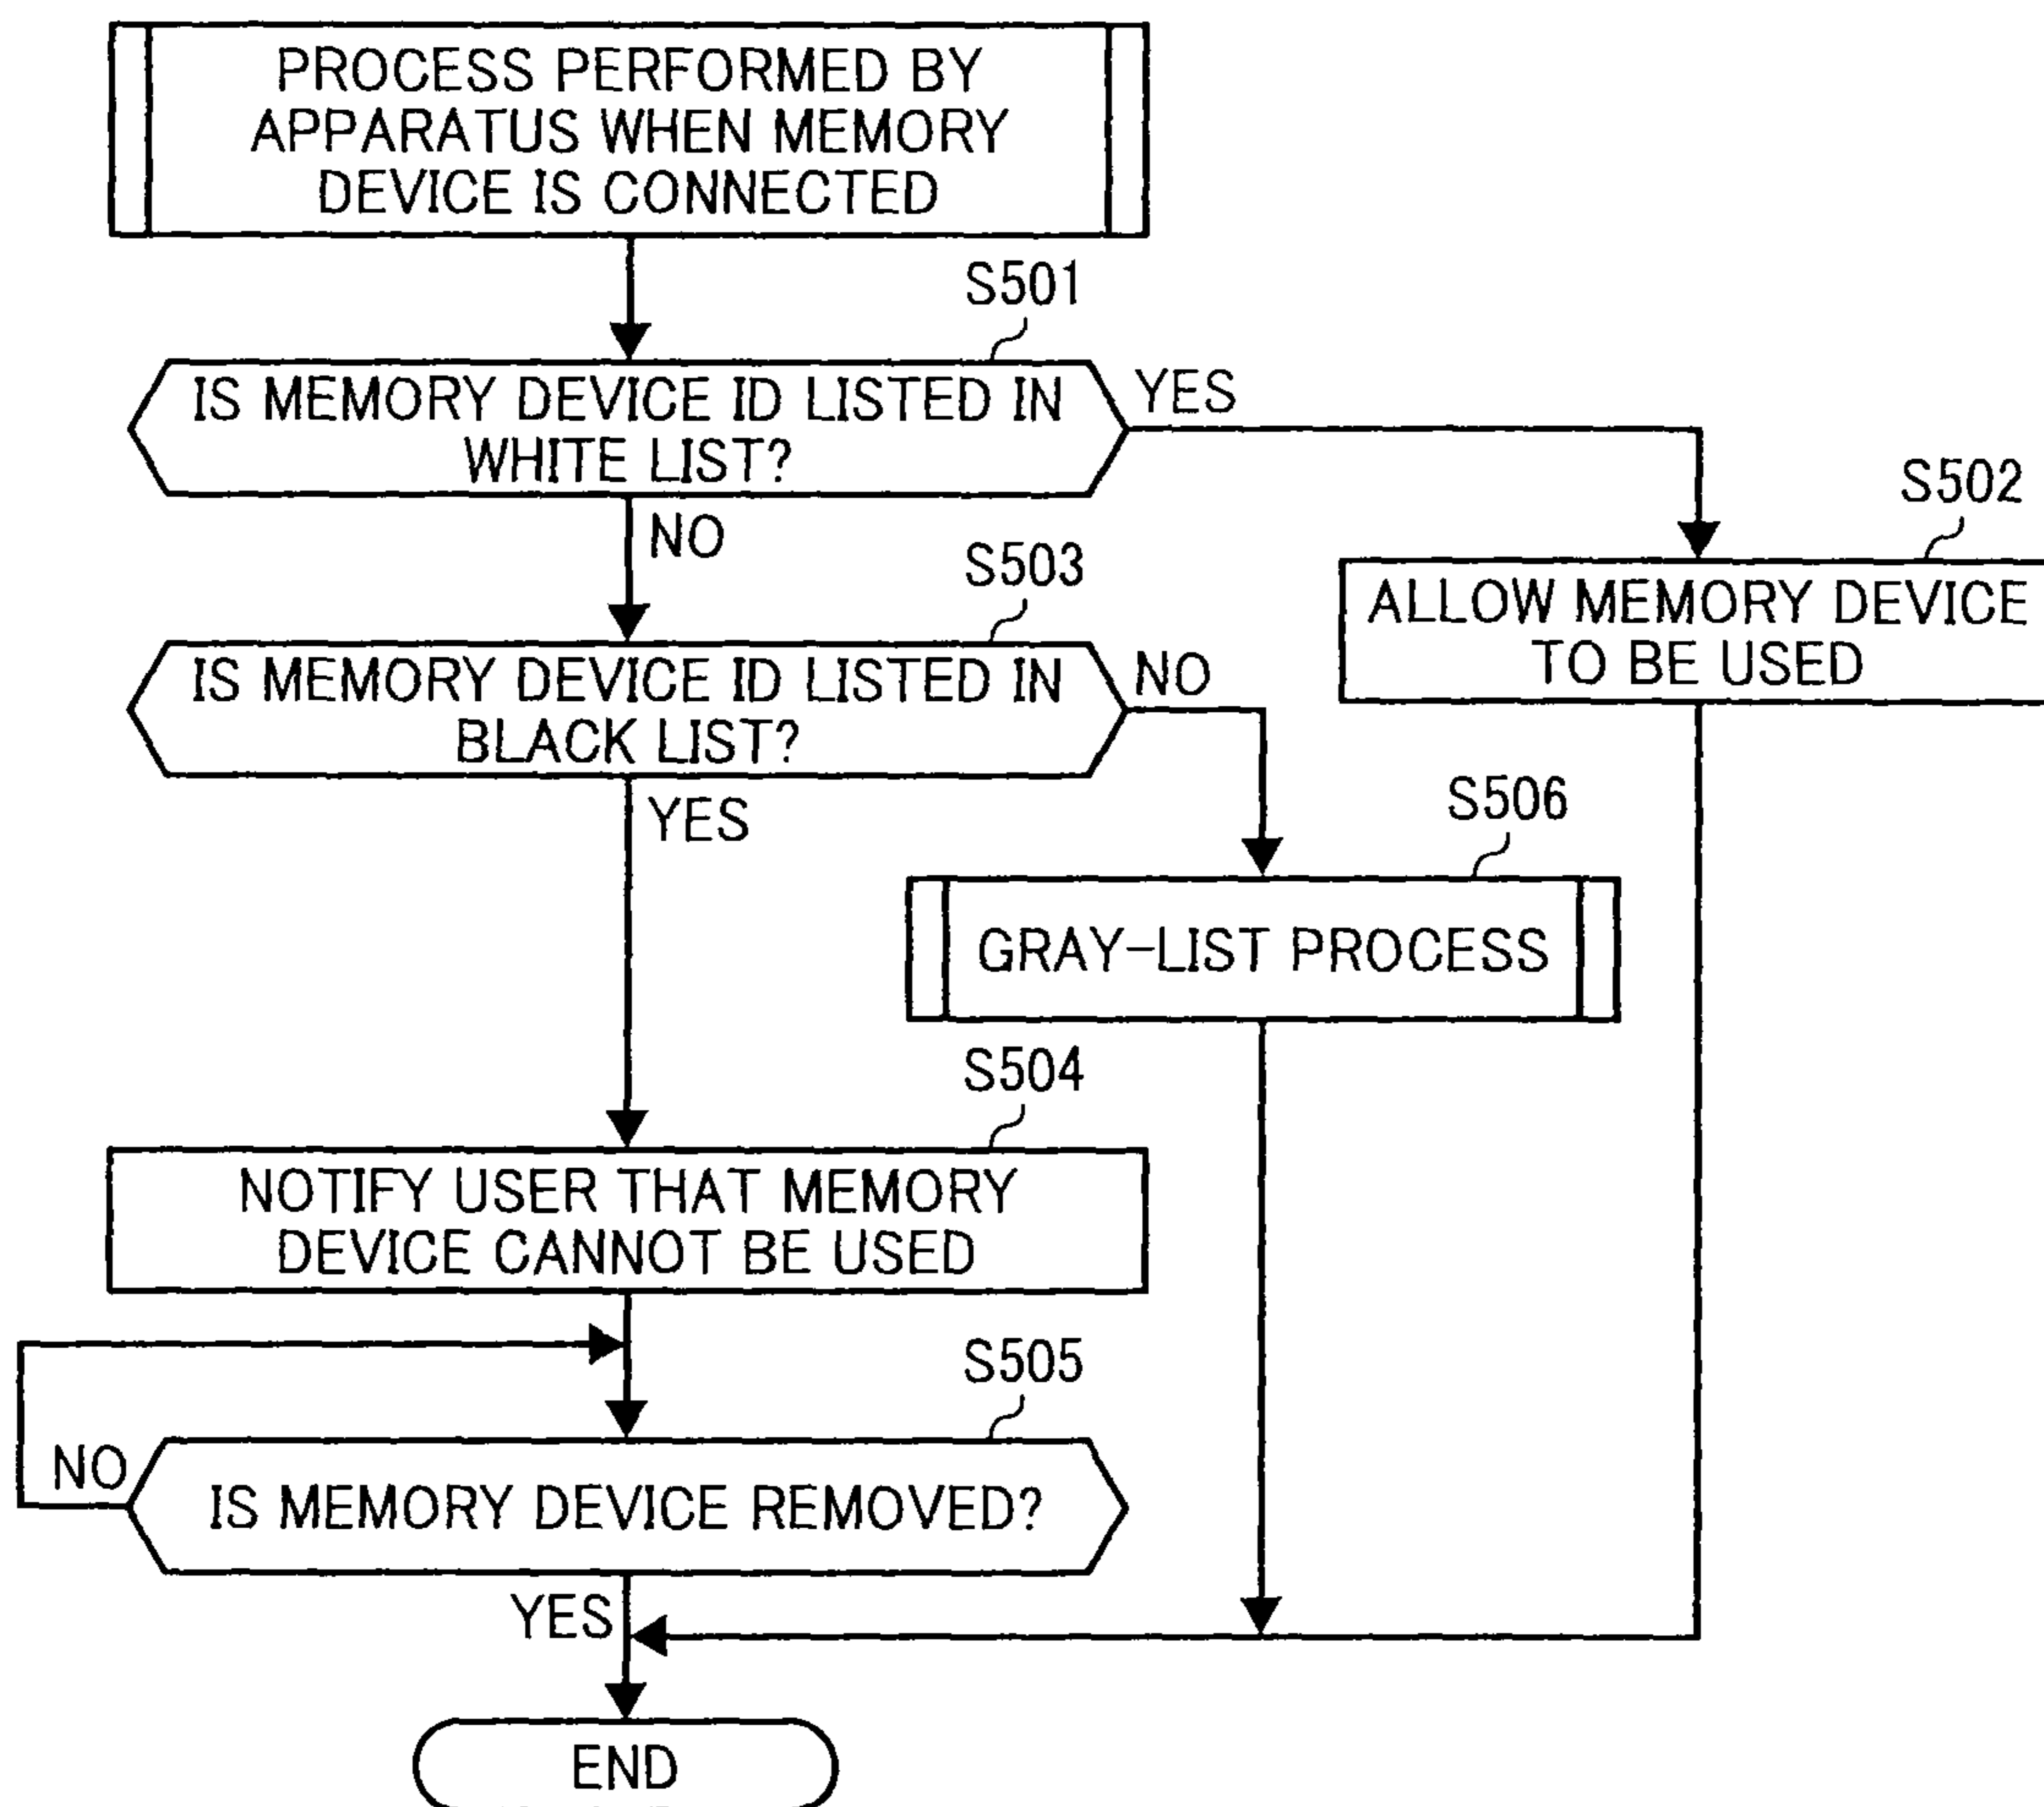 PROCESS PERFORMED BY
APPARATUS WHEN MEMORY
DEVICE IS CONNECTED
S501
IS MEMORY DEVICE ID LISTED IN
WHITE LIST?
YES
NO
S502
ALLOW MEMORY DEVICE
TO BE USED
S503
IS MEMORY DEVICE ID LISTED IN
BLACK LIST?
NO
YES
S506
GRAY-LIST PROCESS
S504
NOTIFY USER THAT MEMORY
DEVICE CANNOT BE USED
S505
NO
IS MEMORY DEVICE REMOVED?
YES
END